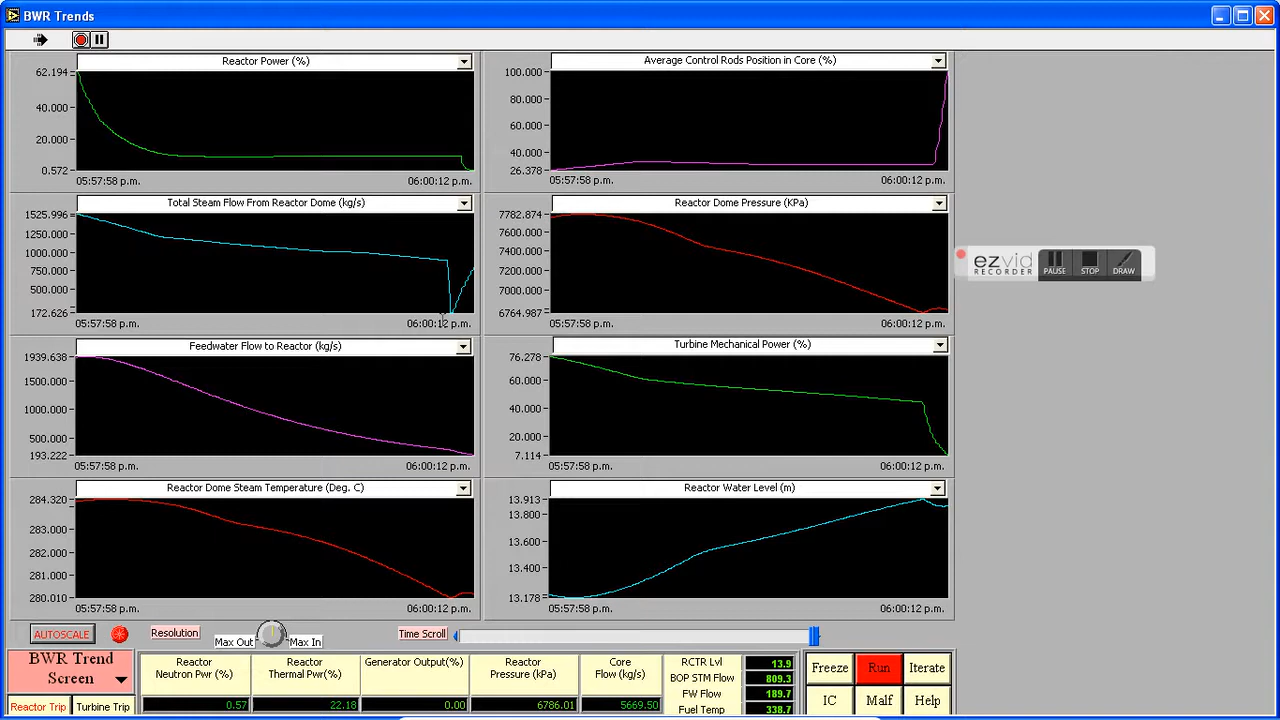 BWR Trends
Reactor Power (%)
62.194
40.000
20.000
0.572
05:57:58 p.m.
06:00:12 p.m.
Average Control Rods Position in Core (%)
100.000
80.000
60.000
40.000
26.378
05:57:58 p.m.
06:00:12 p.m.
Total Steam Flow From Reactor Dome (kg/s)
1525.996
1250.000
1000.000
750.000
500.000
172.626
05:57:58 p.m.
06:00:12 p.m.
Reactor Dome Pressure (KPa)
7782.874
7600.000
7400.000
7200.000
7000.000
6764.987
05:57:58 p.m.
06:00:12 p.m.
ezvid
RECORDER
PAUSE
STOP
DRAW
Feedwater Flow to Reactor (kg/s)
1939.638
1500.000
1000.000
500.000
193.222
05:57:58 p.m.
06:00:12 p.m.
Turbine Mechanical Power (%)
76.278
60.000
40.000
20.000
7.114
05:57:58 p.m.
06:00:12 p.m.
Reactor Dome Steam Temperature (Deg. C)
284.320
283.000
282.000
281.000
280.010
05:57:58 p.m.
06:00:12 p.m.
Reactor Water Level (m)
13.913
13.800
13.600
13.400
13.178
05:57:58 p.m.
06:00:12 p.m.
AUTOSCALE
Resolution
Max Out
Max In
Time Scroll
BWR Trend
Screen
Reactor Trip
Turbine Trip
Reactor
Neutron Pwr (%)
0.57
Reactor
Thermal Pwr(%)
22.18
Generator Output(%)
0.00
Reactor
Pressure (kPa)
6786.01
Core
Flow (kg/s)
5669.50
RCTR Lvl 13.9
BOP STM Flow 809.3
FW Flow 189.7
Fuel Temp 338.7
Freeze
Run
Iterate
IC
Malf
Help